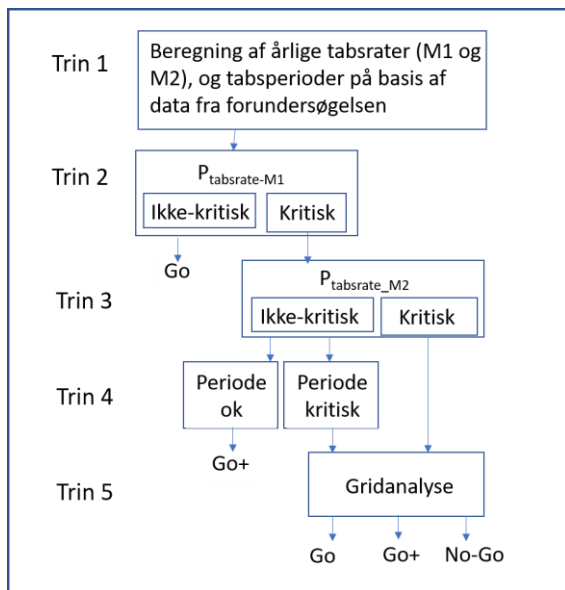 Trin 1
Beregning af årlige tabsrater (M1 og
M2), og tabsperioder på basis af
data fra forundersøgelsen
Trin 2
Ptabsrate-M1
Ikke-kritisk
Kritisk
Go
Trin 3
Ptabsrate_M2
Ikke-kritisk
Kritisk
Trin 4
Periode
ok
Periode
kritisk
Go+
Trin 5
Gridanalyse
Go
Go+
No-Go